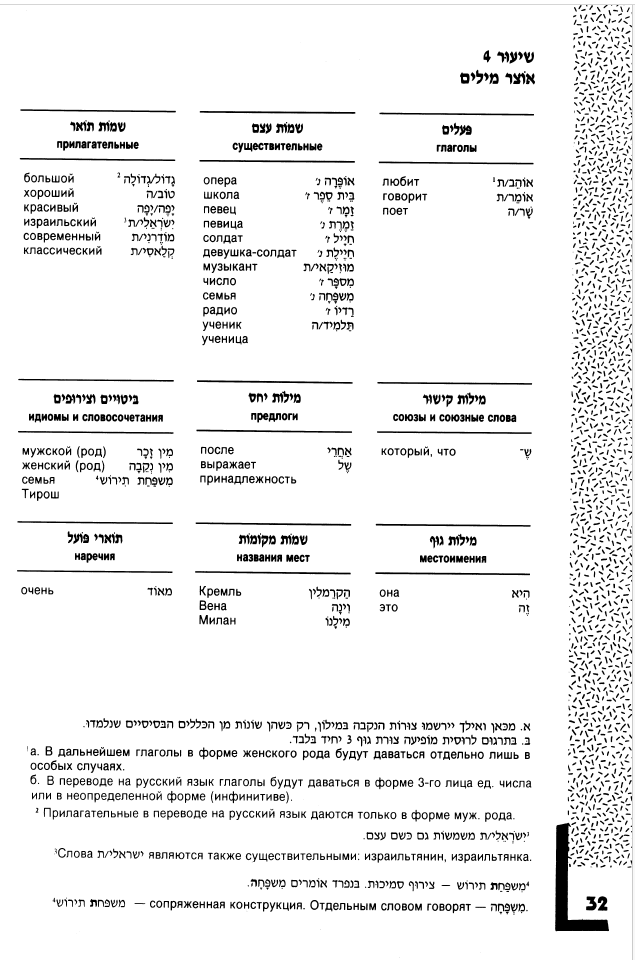 שיעור 4
אוצר מילים
פעלים
глаголы
любит אוֹהֵב/ת¹
говорит אוֹמֵר/ת
поет שָׁר/ה
שמות עצם
существительные
опера אוֹפֶּרָה נ'
школа בֵּית סֵפֶר ז'
певец זַמָּר ז'
певица זַמֶּרֶת נ'
солдат חַיָּיל ז'
девушка-солдат חַיֶּילֶת נ'
музыкант מוּזִיקַאי/ת
число מִסְפָּר ז'
семья מִשְׁפָּחָה נ'
радио רַדְיוֹ ז'
ученик תַּלְמִיד/ה
ученица
שמות תואר
прилагательные
большой גָּדוֹל/גְּדוֹלָה ²
хороший טוֹב/ה
красивый יָפֶה/יָפָה
израильский יִשְׂרְאֵלִי/ת³
современный מוֹדֶרְנִי/ת
классический קְלַאסִי/ת
מילות קישור
союзы и союзные слова
который, что שֶ־
מילות יחס
предлоги
после אַחֲרֵי
выражает שֶׁל
принадлежность
ביטויים וצירופים
идиомы и словосочетания
мужской (род) מִין זָכָר
женский (род) מִין נְקֵבָה
семья מִשְׁפַּחַת תִּירוֹשׁ⁴
Тирош
מילות גוף
местоимения
она הִיא
это זֶה
שמות מקומות
названия мест
Кремль הַקְרֶמְלִין
Вена וִינָה
Милан מִילָנוֹ
תוארי פועל
наречия
очень מאוֹד
א. מכאן ואילך יירשמו צורות הנקבה במילון, רק כשהן שונות מן הכללים הבסיסיים שנלמדו.
ב. בתרגום לרוסית מופיעה צורת גוף 3 יחיד בלבד.
¹а. В дальнейшем глаголы в форме женского рода будут даваться отдельно лишь в
особых случаях.
б. В переводе на русский язык глаголы будут даваться в форме 3-го лица ед. числа
или в неопределенной форме (инфинитиве).
² Прилагательные в переводе на русский язык даются только в форме муж. рода.
³יִשְׂרְאֵלִי/ת משמשות גם כשם עצם.
³Слова ישראלי/ת являются также существительными: израильтянин, израильтянка.
⁴משפּחַת תירוש — צירוף סמיכות. בנפרד אומרים מִשְׁפָּחָה.
⁴משפחת תירוש — сопряженная конструкция. Отдельным словом говорят — מִשְׁפָּחָה.
32